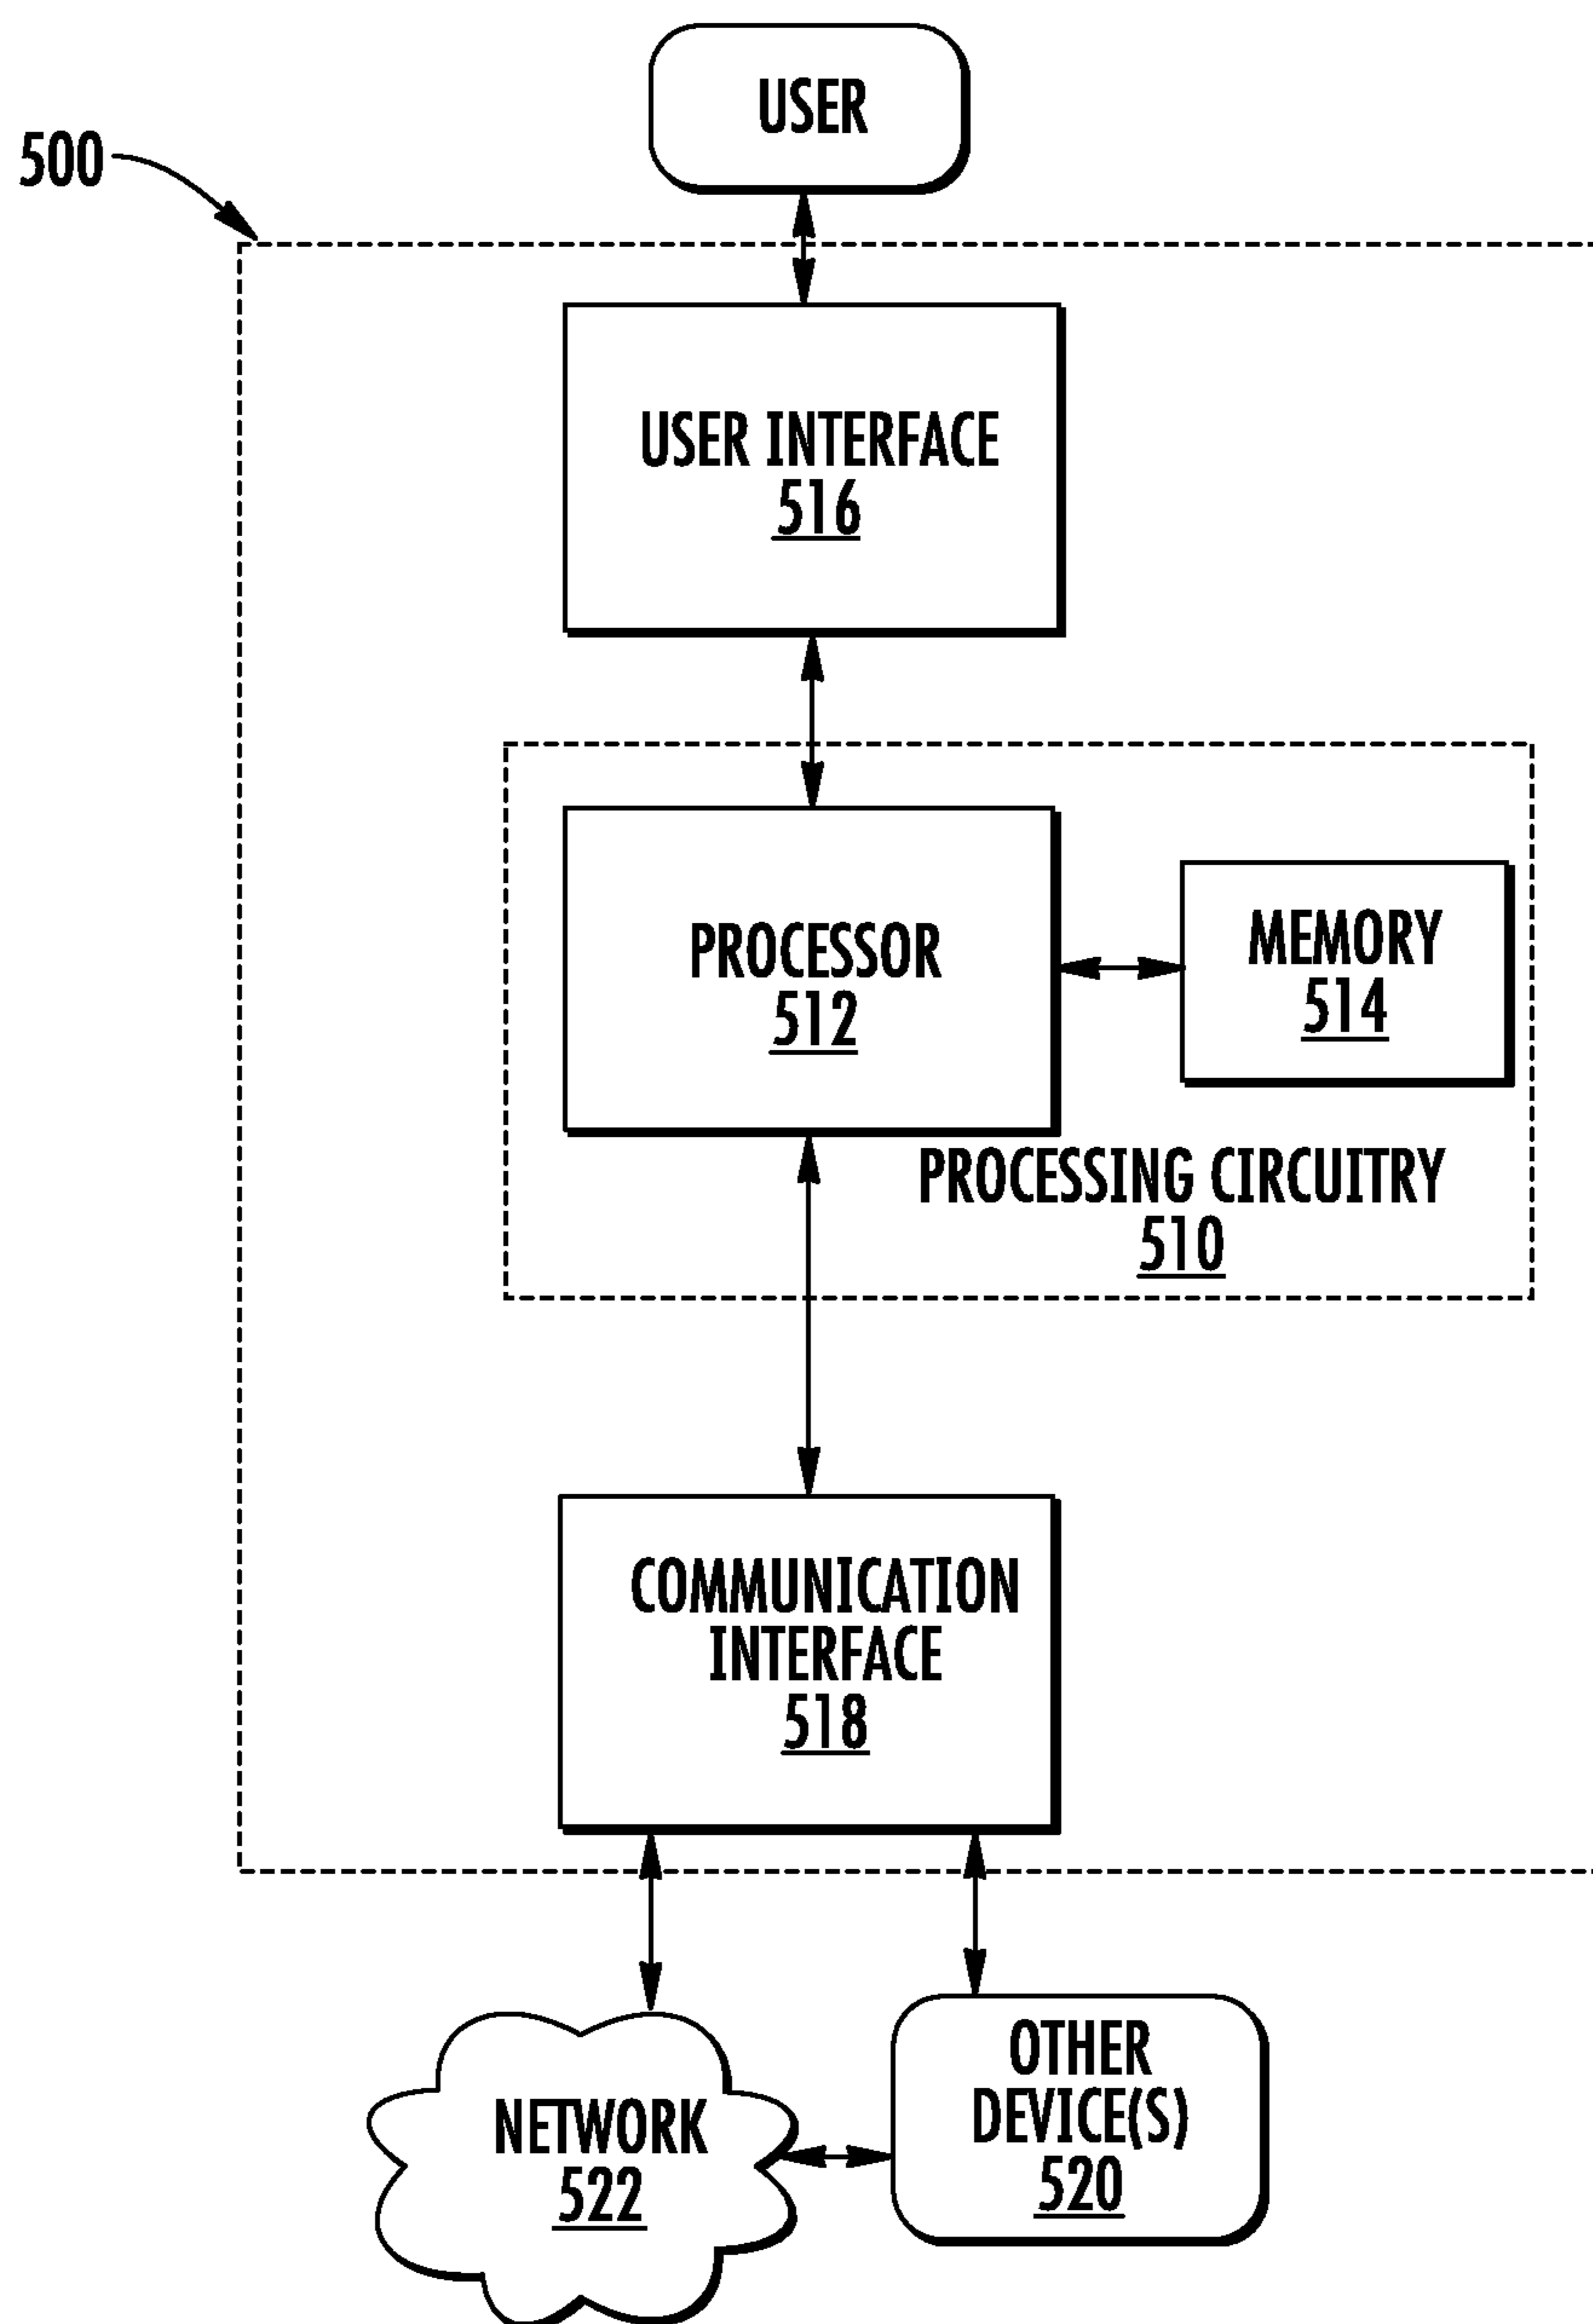 USER
500
USER INTERFACE
516
PROCESSOR
512
MEMORY
514
PROCESSING CIRCUITRY
510
COMMUNICATION
INTERFACE
518
NETWORK
522
OTHER
DEVICE(S)
520